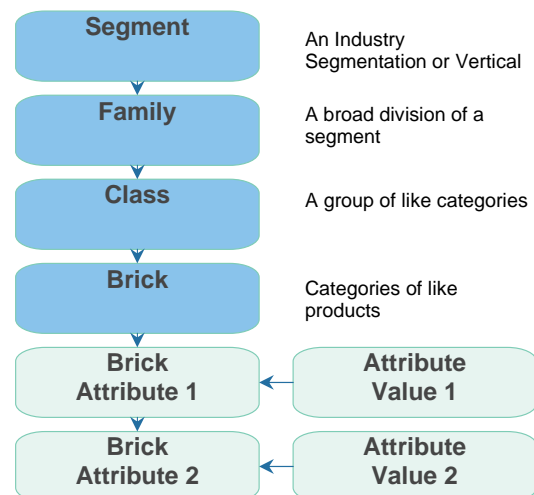 Segment
An Industry
Segmentation or Vertical
Family
A broad division of a
segment
Class
A group of like categories
Brick
Categories of like
products
Brick
Attribute 1
Attribute
Value 1
Brick
Attribute 2
Attribute
Value 2